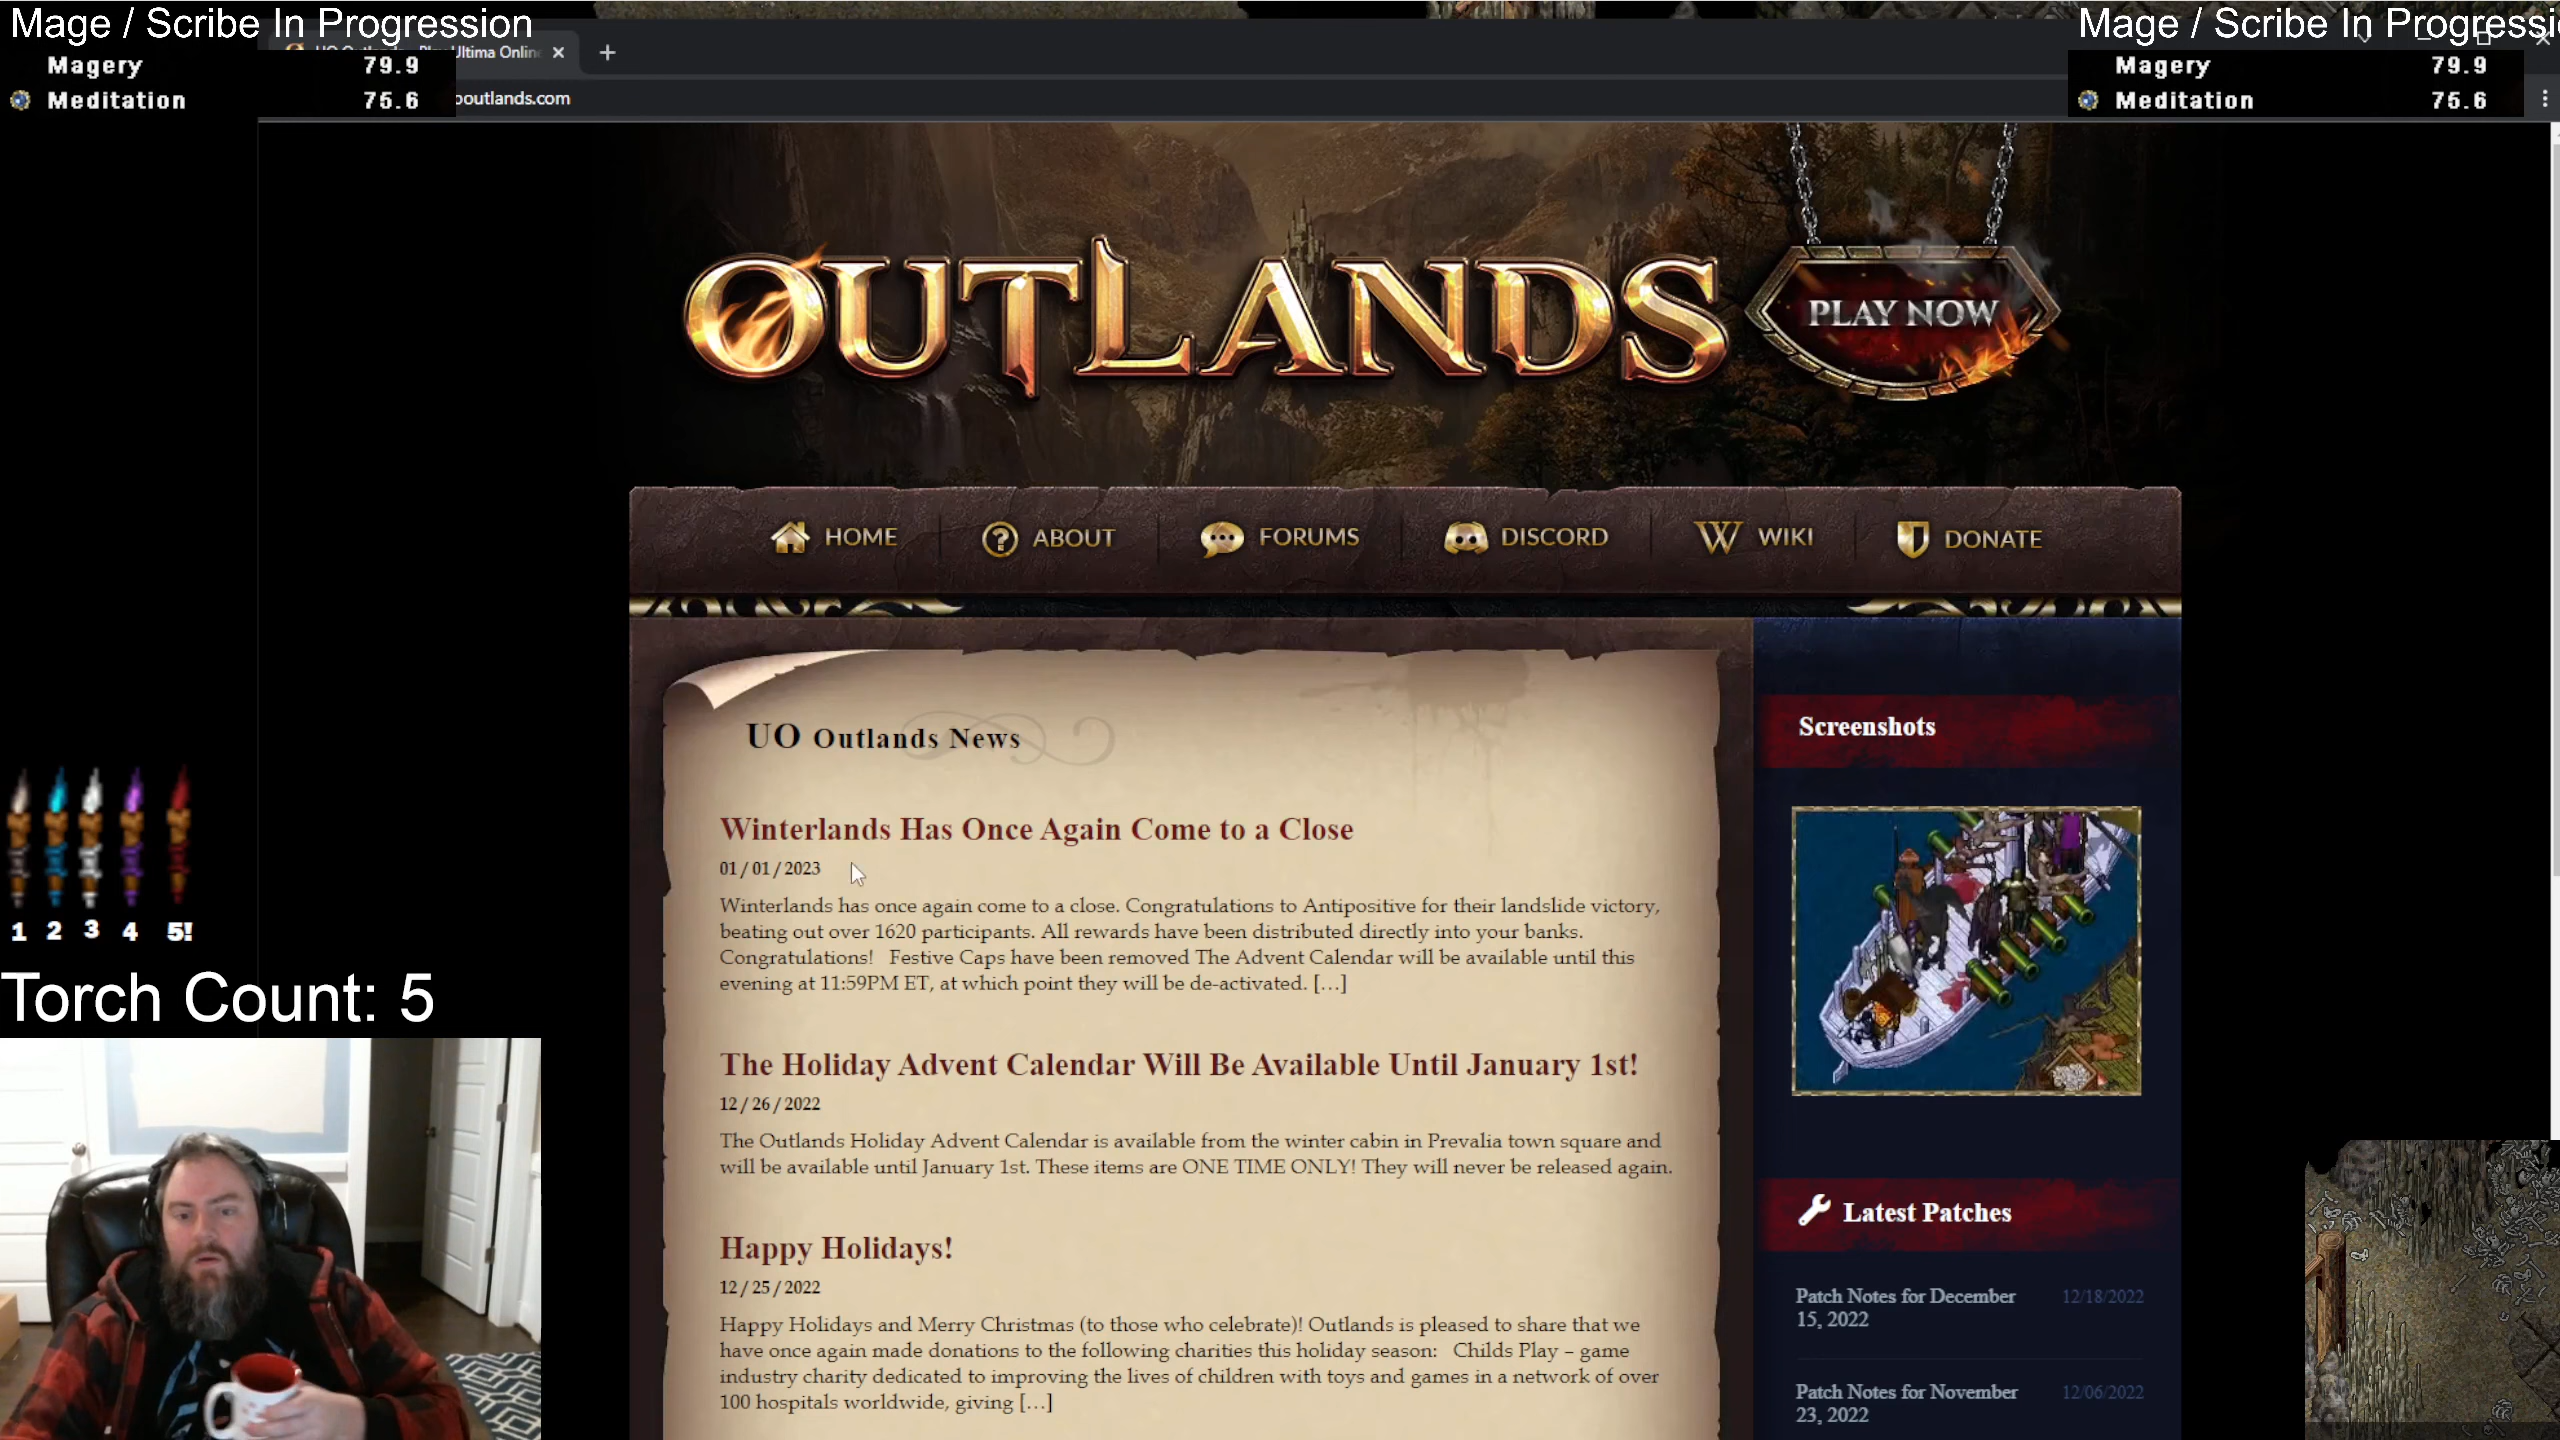 Mage / Scribe In Progression
Magery 79.9
Meditation 75.6
Play Ultima Onlin
outlands.com
Mage / Scribe In Progressi
Magery 79.9
Meditation 75.6
OUTLANDS
PLAY NOW
HOME
ABOUT
FORUMS
DISCORD
WIKI
DONATE
UO Outlands News
Winterlands Has Once Again Come to a Close
01/01/2023
Winterlands has once again come to a close. Congratulations to Antipositive for their landslide victory,
beating out over 1620 participants. All rewards have been distributed directly into your banks.
Congratulations! Festive Caps have been removed The Advent Calendar will be available until this
evening at 11:59PM ET, at which point they will be de-activated. […]
The Holiday Advent Calendar Will Be Available Until January 1st!
12/26/2022
The Outlands Holiday Advent Calendar is available from the winter cabin in Prevalia town square and
will be available until January 1st. These items are ONE TIME ONLY! They will never be released again.
Happy Holidays!
12/25/2022
Happy Holidays and Merry Christmas (to those who celebrate)! Outlands is pleased to share that we
have once again made donations to the following charities this holiday season: Childs Play – game
industry charity dedicated to improving the lives of children with toys and games in a network of over
100 hospitals worldwide, giving […]
Screenshots
Latest Patches
Patch Notes for December 12/18/2022
15, 2022
Patch Notes for November 12/06/2022
23, 2022
1 2 3 4 5!
Torch Count: 5